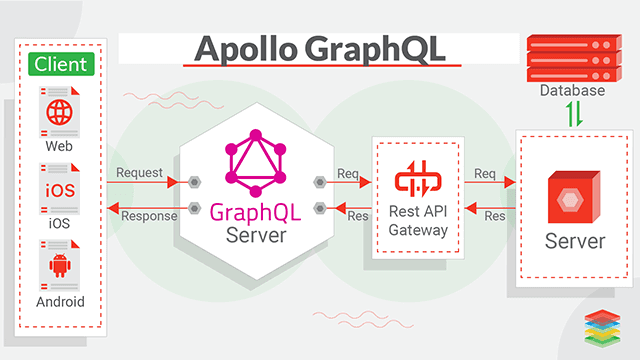 Apollo GraphQL
Client
Web
iOS
iOS
Android
Request
Response
GraphQL
Server
Req
Res
Rest API
Gateway
Req
Res
Database
Server